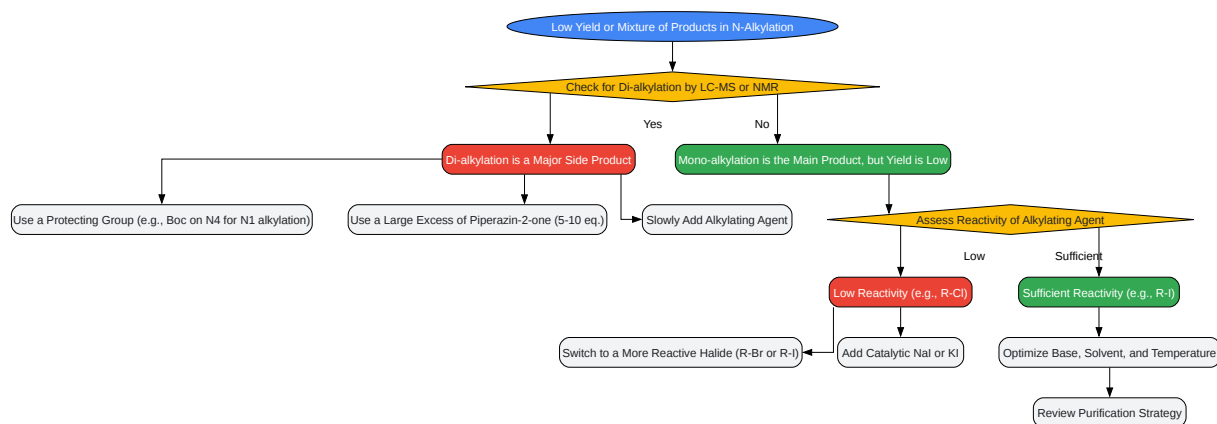 Low Yield or Mixture of Products in N-Alkylation
Check for Di-alkylation by LC-MS or NMR
Yes
No
Di-alkylation is a Major Side Product
Mono-alkylation is the Main Product, but Yield is Low
Use a Protecting Group (e.g., Boc on N4 for N1 alkylation)
Use a Large Excess of Piperazin-2-one (5-10 eq.)
Slowly Add Alkylating Agent
Assess Reactivity of Alkylating Agent
Low
Sufficient
Low Reactivity (e.g., R-Cl)
Sufficient Reactivity (e.g., R-I)
Switch to a More Reactive Halide (R-Br or R-I)
Add Catalytic NaI or KI
Optimize Base, Solvent, and Temperature
Review Purification Strategy